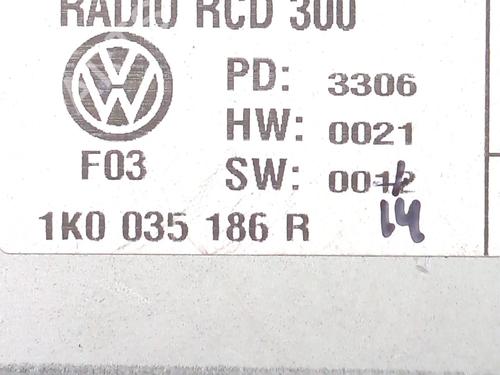 RADIO RCD 300
PD: 3306
HW: 0021
F03
SW: 0012
14
1K0 035 186 R